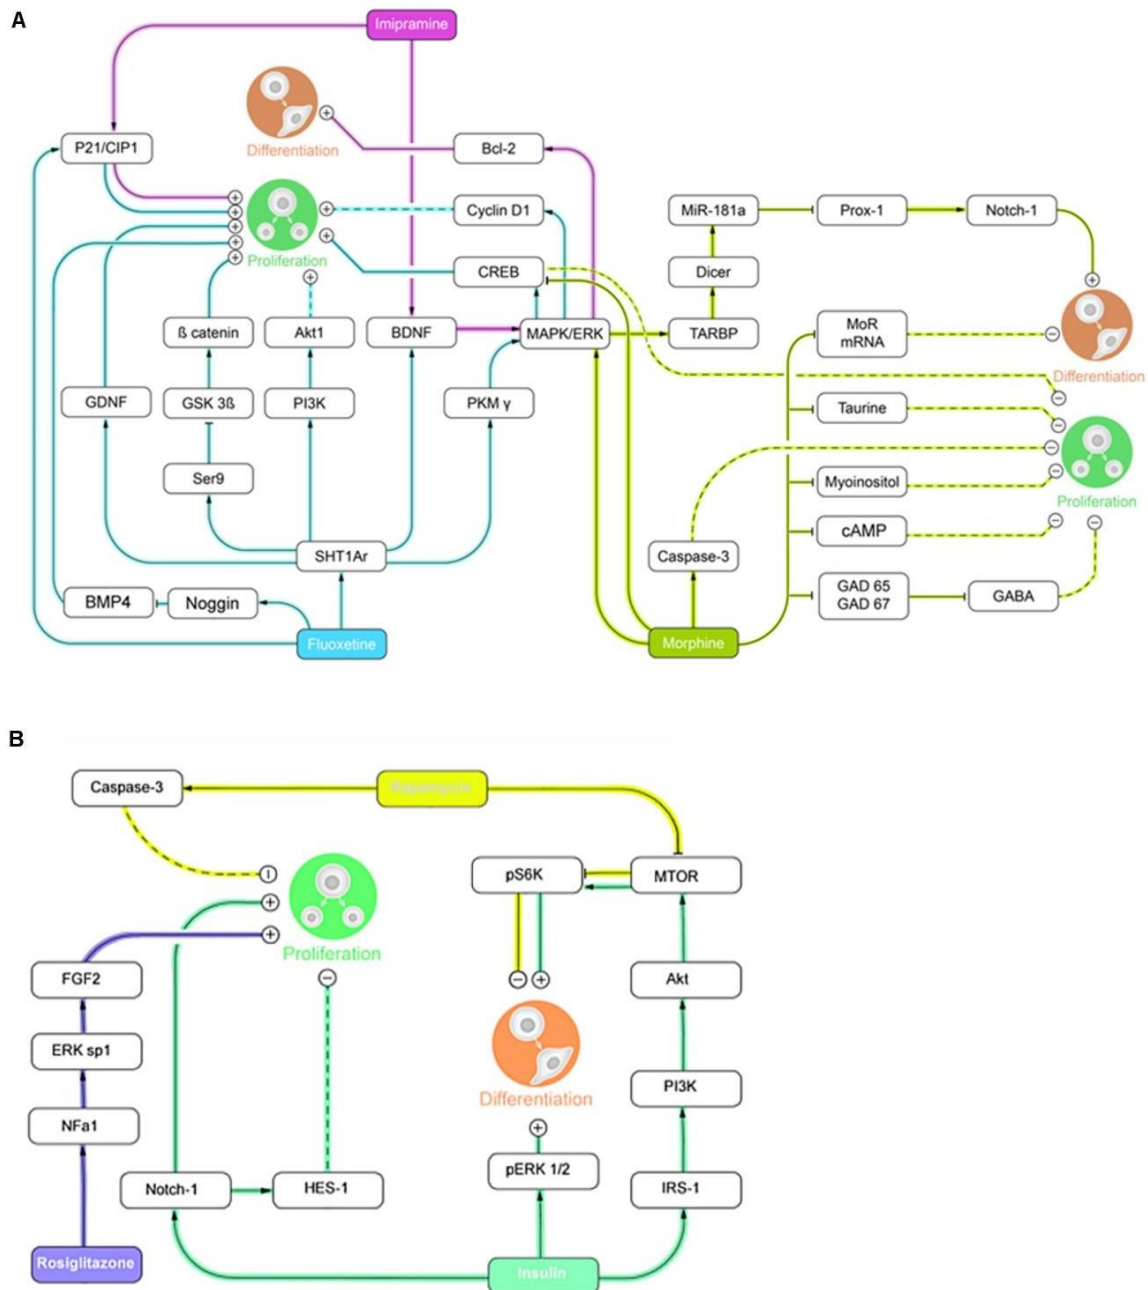 A
Imipramine
P21/CIP1
Differentiation
Bcl-2
Cyclin D1
MiR-181a
Prox-1
Notch-1
Proliferation
CREB
Dicer
ß catenin
Akt1
BDNF
MAPK/ERK
TARBP
MoR
mRNA
Differentiation
GDNF
GSK 3ß
PI3K
PKM γ
Taurine
Ser9
Myoinositol
Proliferation
cAMP
SHT1Ar
Caspase-3
BMP4
Noggin
GAD 65
GAD 67
GABA
Fluoxetine
Morphine
B
Caspase-3
Rapamycin
pS6K
MTOR
Proliferation
FGF2
Akt
ERK sp1
Differentiation
PI3K
NFa1
pERK 1/2
Notch-1
HES-1
IRS-1
Rosiglitazone
Insulin